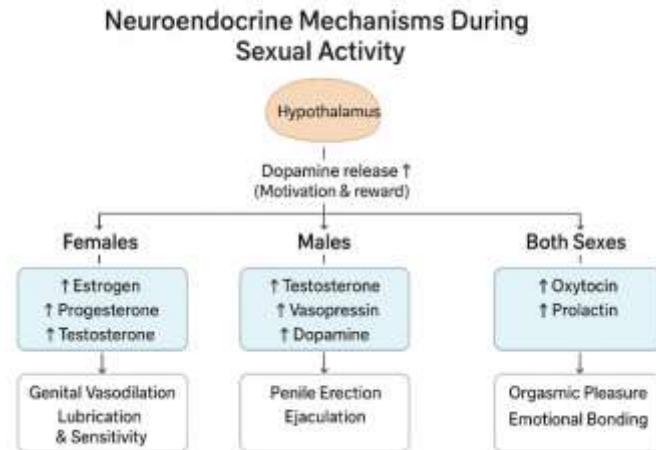 Neuroendocrine Mechanisms During
Sexual Activity
Hypothalamus
Dopamine release ↑
(Motivation & reward)
Females
↑ Estrogen
↑ Progesterone
↑ Testosterone
Genital Vasodilation
Lubrication
& Sensitivity
Males
↑ Testosterone
↑ Vasopressin
↑ Dopamine
Penile Erection
Ejaculation
Both Sexes
↑ Oxytocin
↑ Prolactin
Orgasmic Pleasure
Emotional Bonding